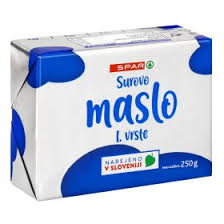 SPAR
Surovo
maslo
I. vrste
NAREJENO
V SLOVENIJI
250g